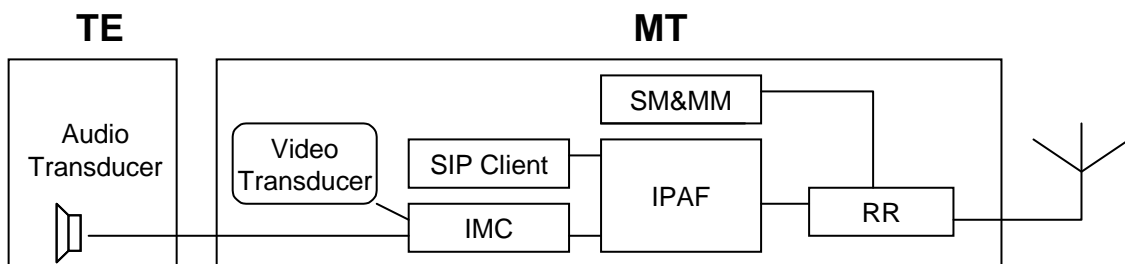 TE
MT
SM&MM
Audio
Transducer
Video
Transducer
SIP Client
IPAF
IMC
RR